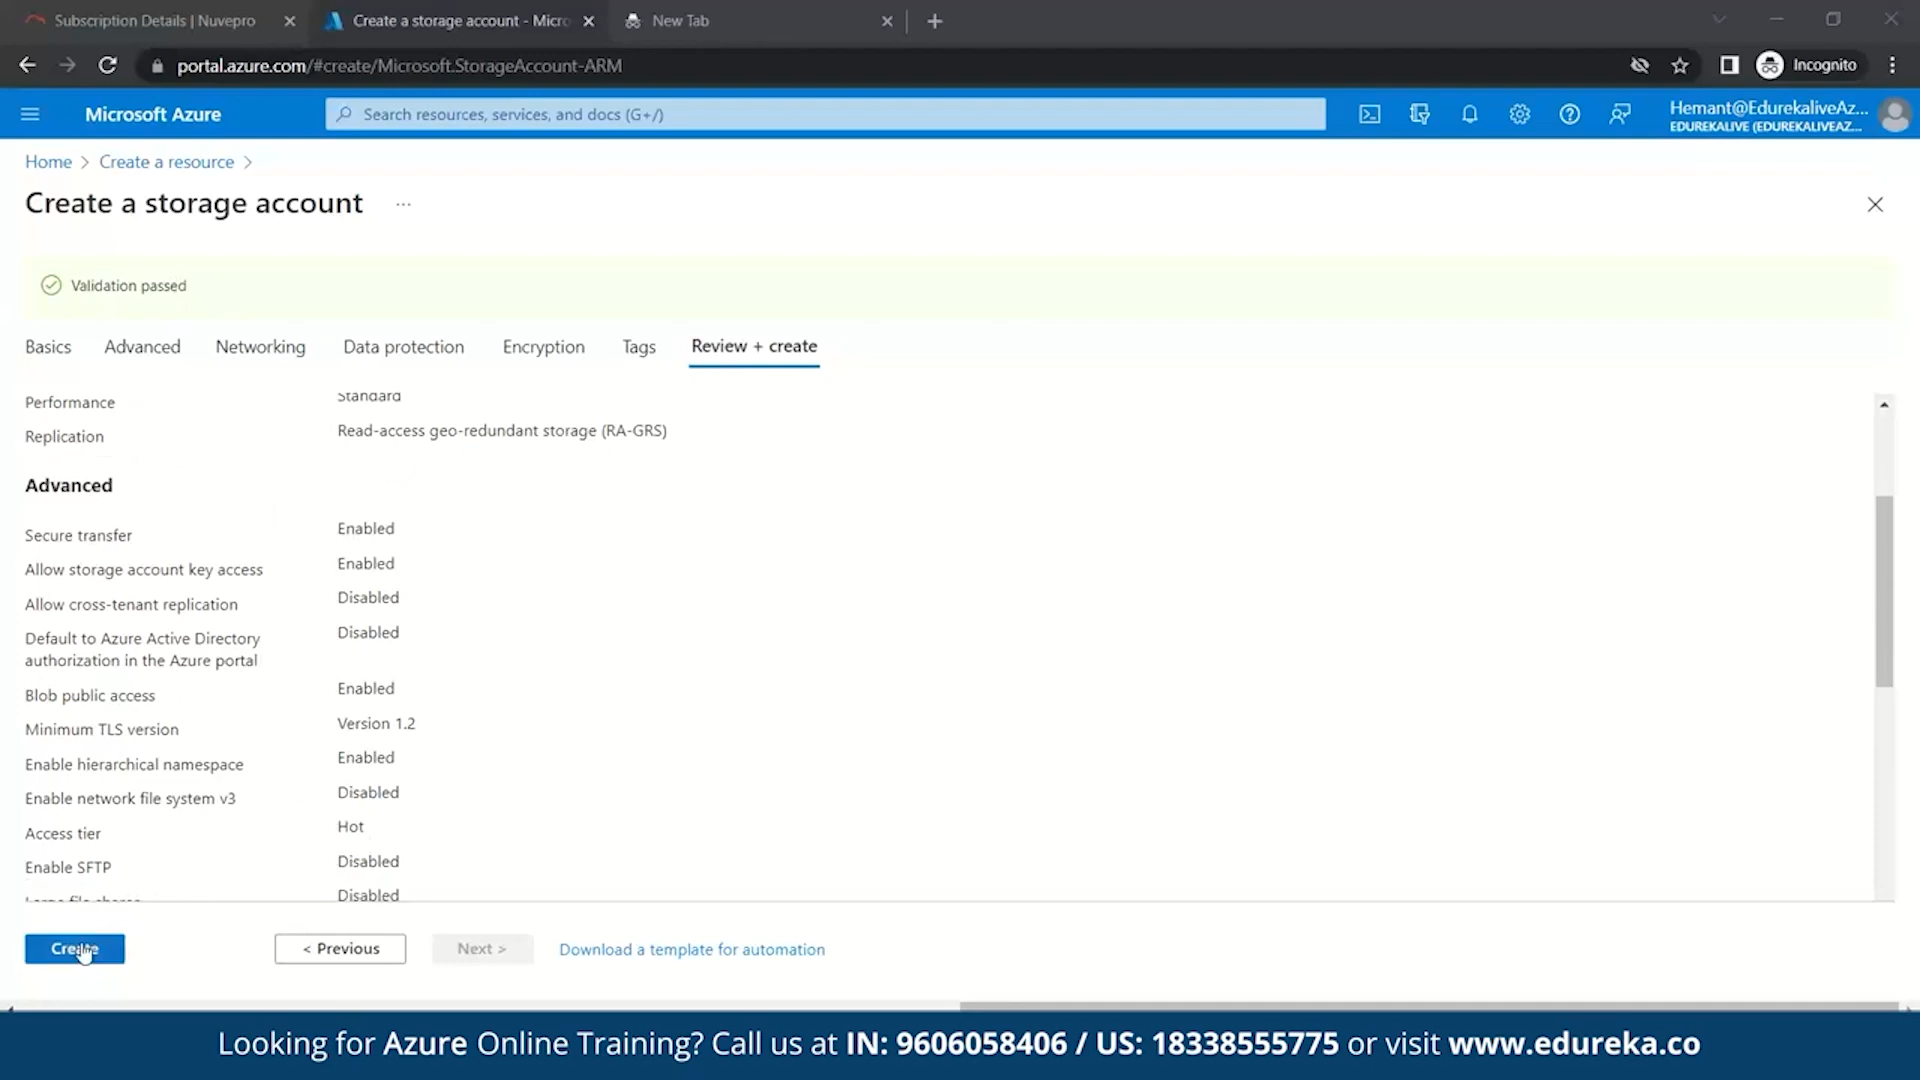 Subscription Details | Nuvepro
Create a storage account - Micro
New Tab
portal.azure.com/#create/Microsoft.StorageAccount-ARM
Incognito
Microsoft Azure
Search resources, services, and docs (G+/)
Hemant@EdurekaliveAz...
EDUREKALIVE (EDUREKALIVEAZ...
Home > Create a resource >
Create a storage account ...
Validation passed
Basics Advanced Networking Data protection Encryption Tags Review + create
Performance Standard
Replication Read-access geo-redundant storage (RA-GRS)
Advanced
Secure transfer Enabled
Allow storage account key access Enabled
Allow cross-tenant replication Disabled
Default to Azure Active Directory Disabled
authorization in the Azure portal
Blob public access Enabled
Minimum TLS version Version 1.2
Enable hierarchical namespace Enabled
Enable network file system v3 Disabled
Access tier Hot
Enable SFTP Disabled
Large file shares Disabled
Create
< Previous
Next >
Download a template for automation
Looking for Azure Online Training? Call us at IN: 9606058406 / US: 18338555775 or visit www.edureka.co